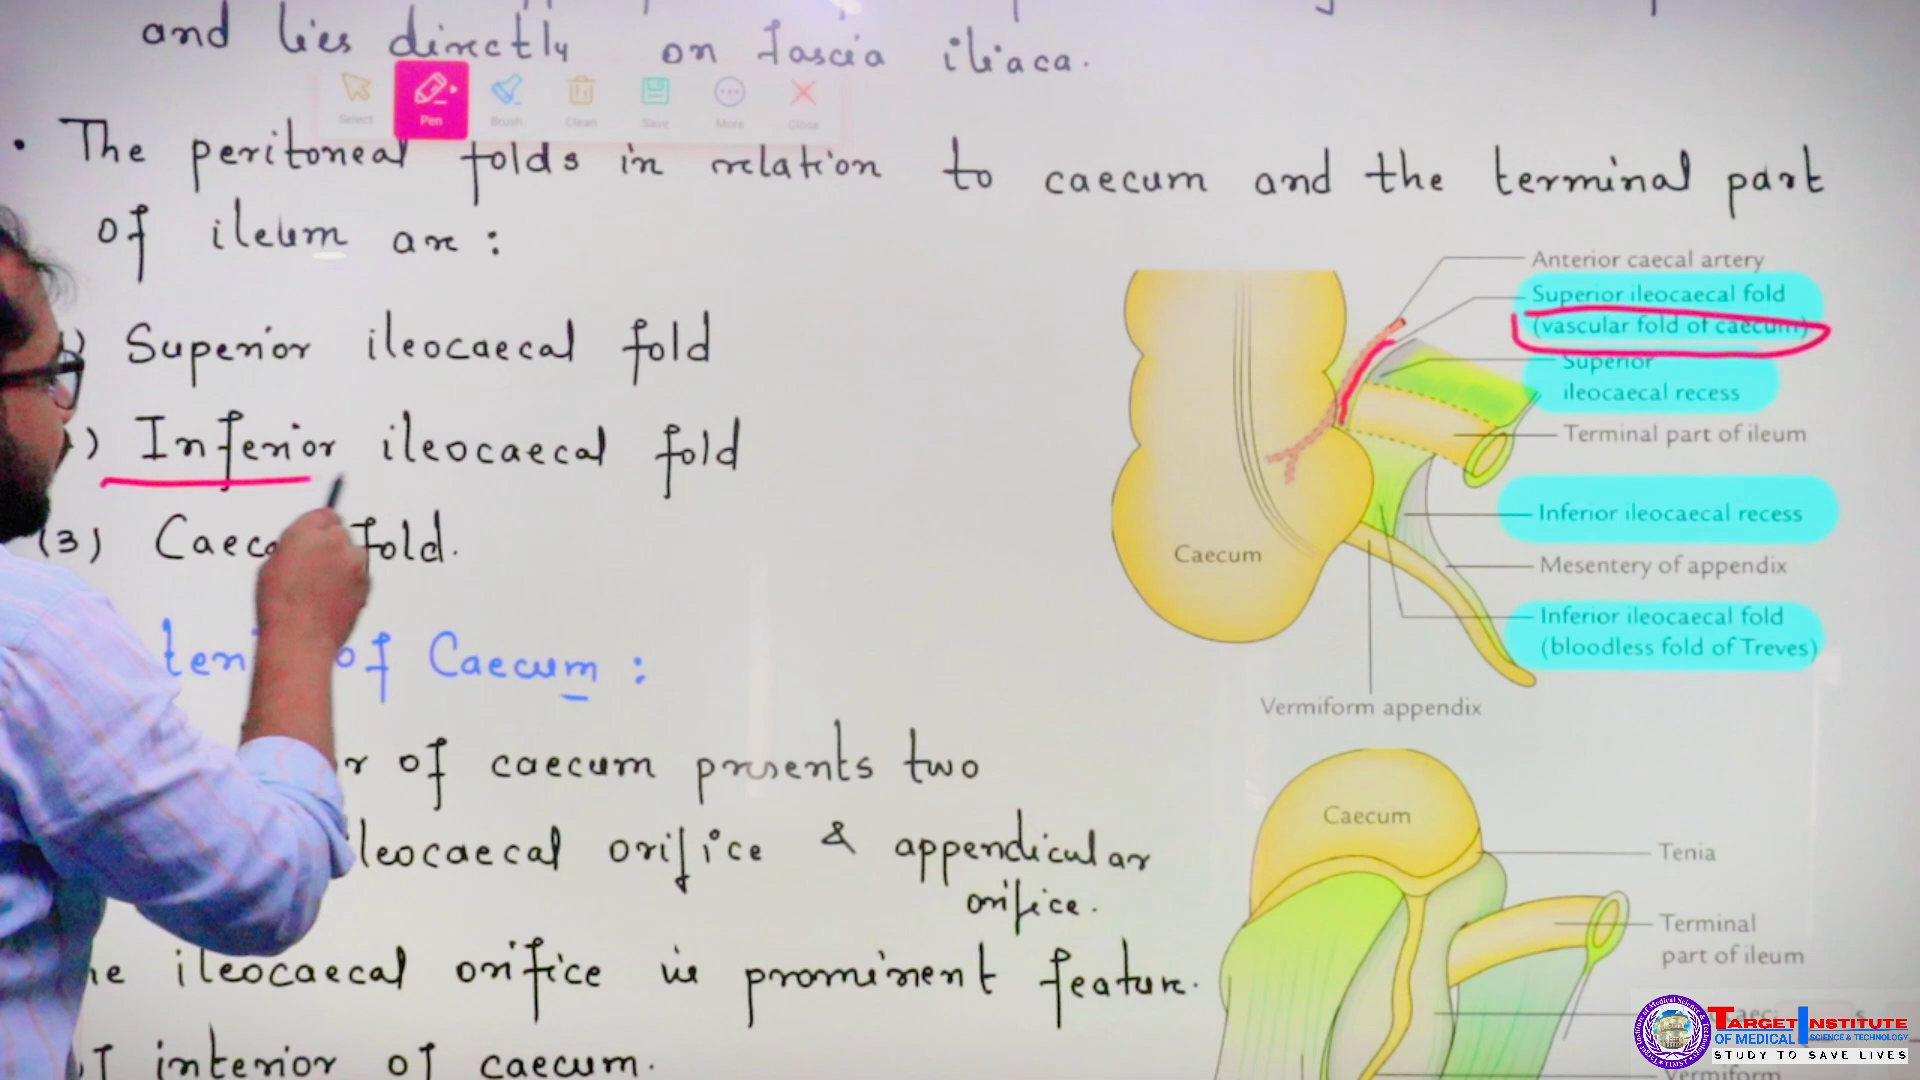 and lies directly on fascia iliaca.
Select Pen Brush Clean Save More Close
• The peritoneal folds in relation to caecum and the terminal part
of ileum are :
) Superior ileocaecal fold
) Inferior ileocaecal fold
(3) fold.
of Caecum :
of caecum presents two
orifice & appendicular
orifice.
ileocaecal orifice is prominent feature.
interior of caecum.
Anterior caecal artery
Superior ileocaecal fold
(vascular fold of caecum)
Superior
ileocaecal recess
Terminal part of ileum
Inferior ileocaecal recess
Mesentery of appendix
Inferior ileocaecal fold
(bloodless fold of Treves)
Caecum
Vermiform appendix
Caecum
Tenia
Terminal
part of ileum
Vermiform
TARGET INSTITUTE
OF MEDICAL SCIENCE & TECHNOLOGY
STUDY TO SAVE LIVES